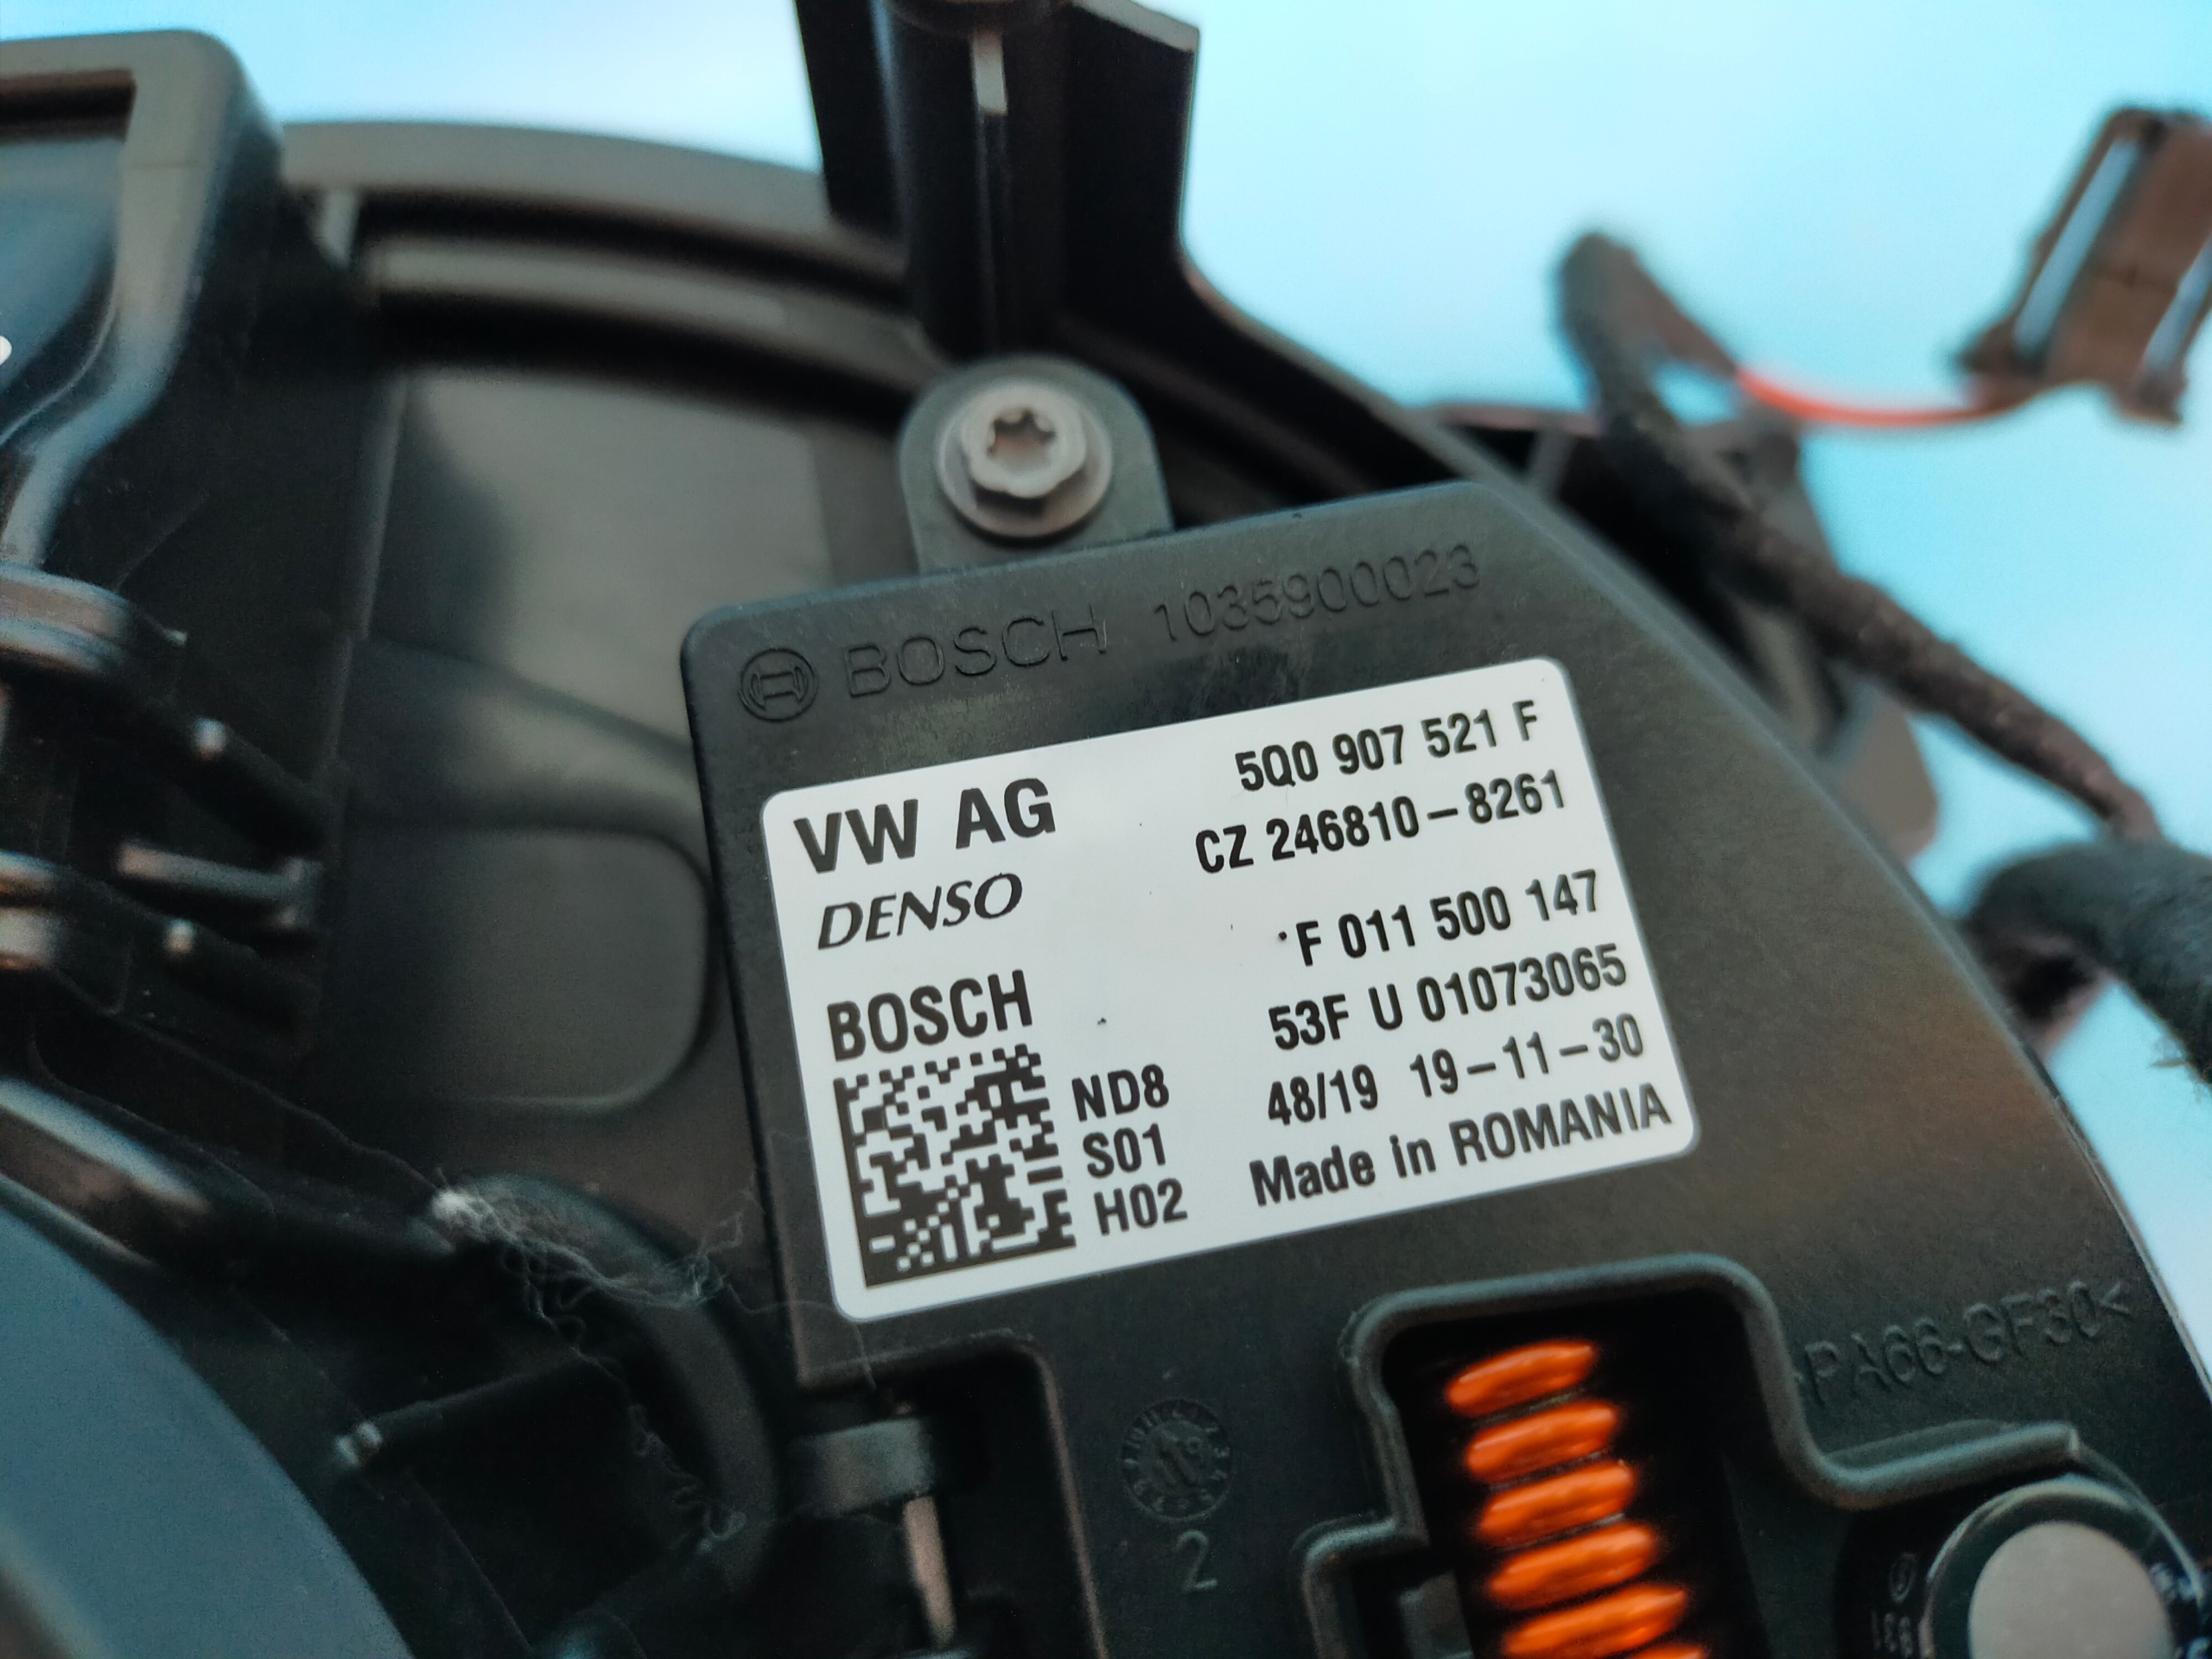 BOSCH 1035900023
VW AG
5Q0 907 521 F
DENSO
CZ 246810-8261
BOSCH
F 011 500 147
53F U 01073065
ND8
48/19 19-11-30
S01
Made in ROMANIA
H02
>PA66-GF30<
2